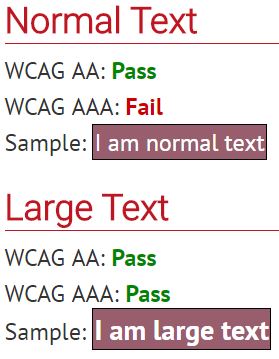 Normal Text
WCAG AA: Pass
WCAG AAA: Fail
Sample: I am normal text
Large Text
WCAG AA: Pass
WCAG AAA: Pass
Sample: I am large text